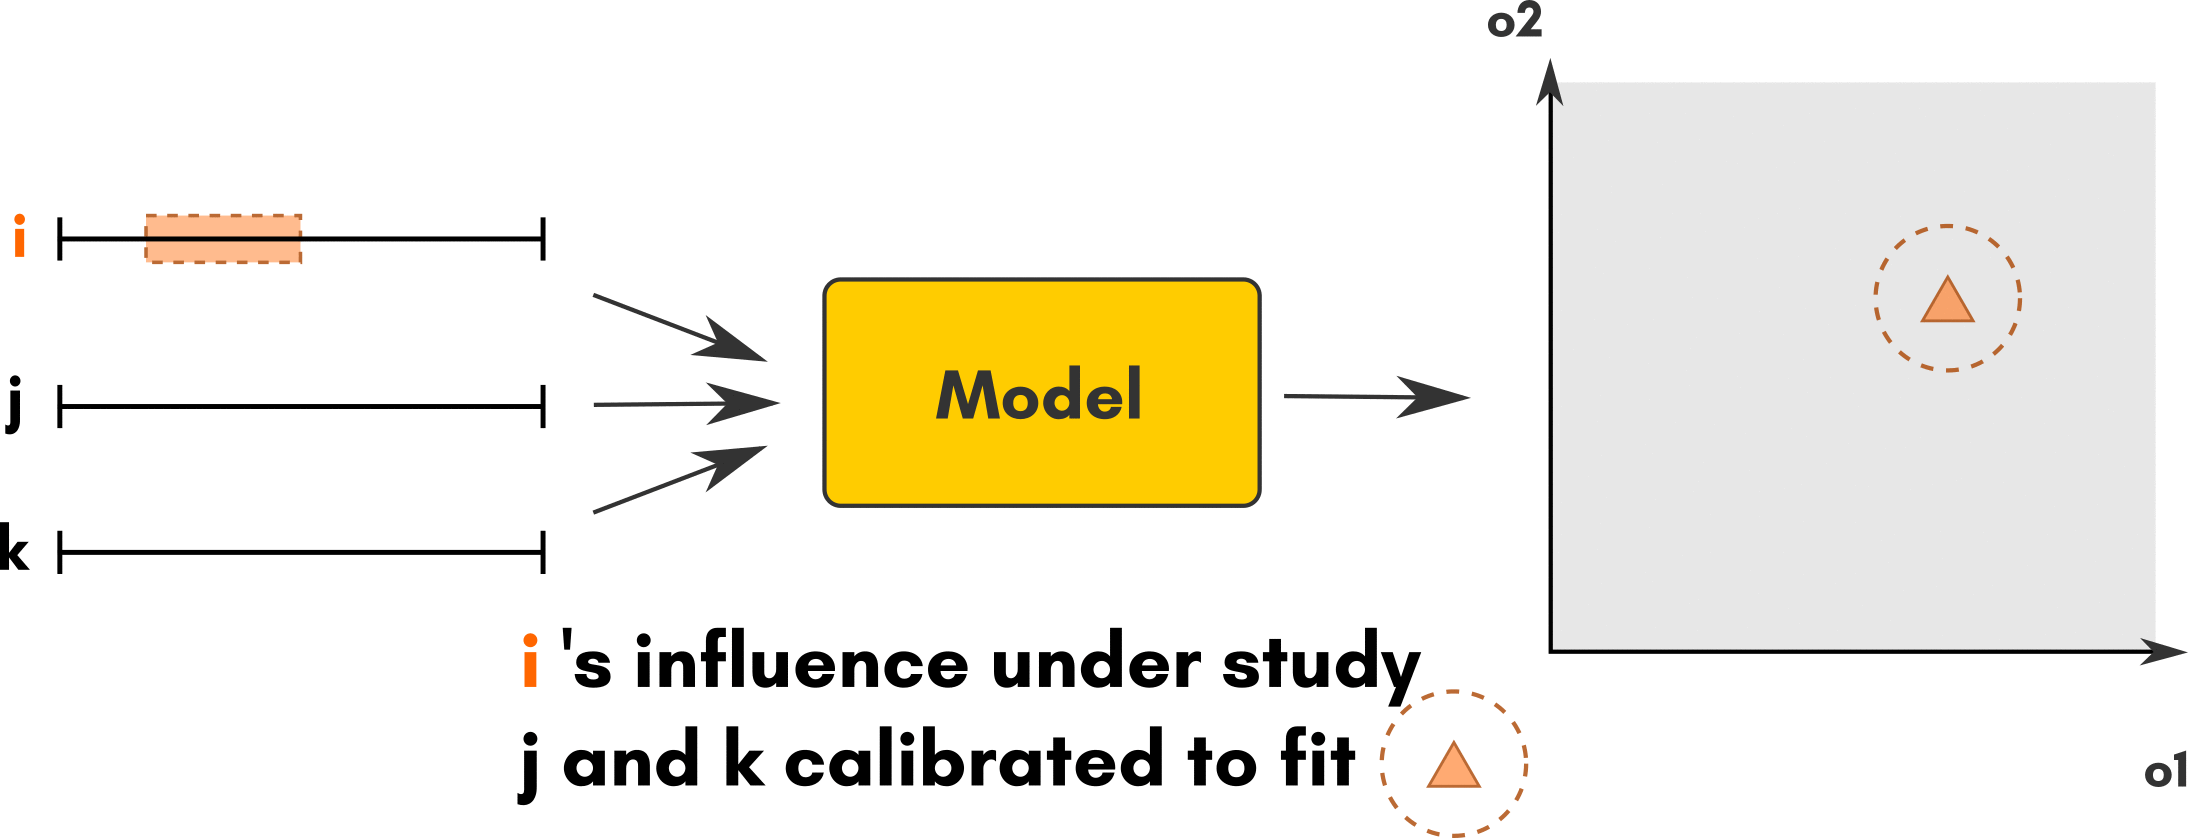 o2
i
j
k
Model
i 's influence under study
j and k calibrated to fit
o1